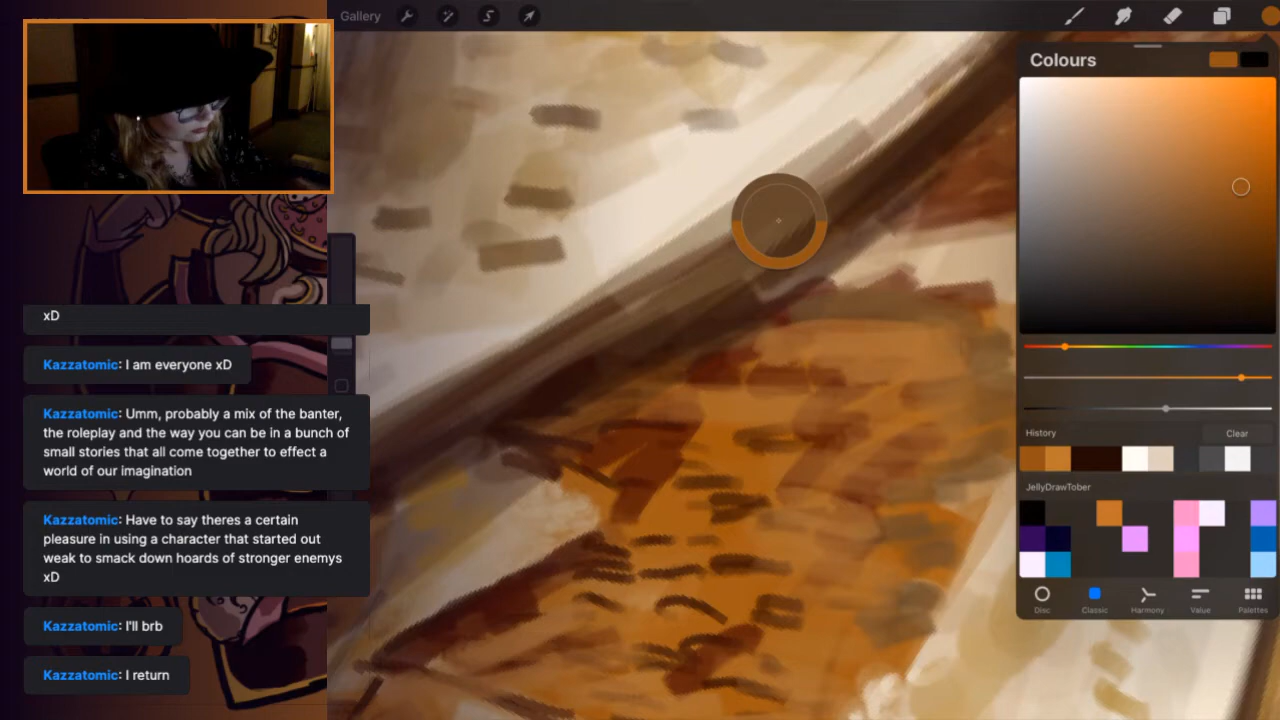 Gallery
Colours
xD
Kazzatomic: I am everyone xD
Kazzatomic: Umm, probably a mix of the banter,
the roleplay and the way you can be in a bunch of
small stories that all come together to effect a
world of our imagination
Kazzatomic: Have to say theres a certain
pleasure in using a character that started out
weak to smack down hoards of stronger enemys
xD
Kazzatomic: I'll brb
Kazzatomic: I return
History
Clear
JellyDrawTober
Disc
Classic
Harmony
Value
Palettes